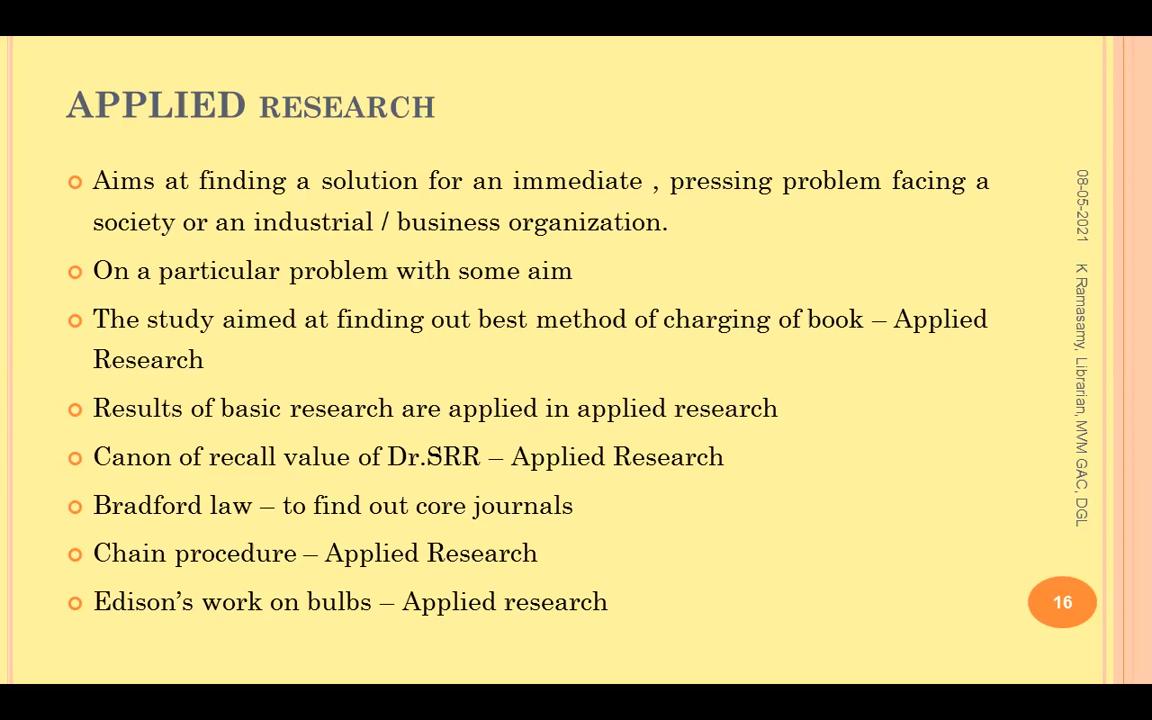 APPLIED RESEARCH
Aims at finding a solution for an immediate , pressing problem facing a
society or an industrial / business organization.
On a particular problem with some aim
The study aimed at finding out best method of charging of book – Applied
Research
Results of basic research are applied in applied research
Canon of recall value of Dr.SRR – Applied Research
Bradford law – to find out core journals
Chain procedure – Applied Research
Edison’s work on bulbs – Applied research
08-05-2021 K Ramasamy, Librarian, MVM GAC, DGL
16